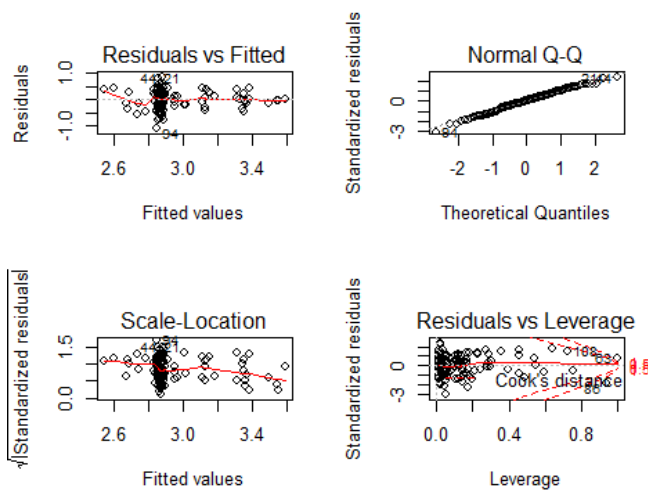 Residuals vs Fitted
Residuals
1.0
-1.0
94
2.6 3.0 3.4
Fitted values
Normal Q-Q
Standardized residuals
0
-3
-2 -1 0 1 2
Theoretical Quantiles
Scale-Location
√|Standardized residuals|
1.5
0.0
94
2.6 3.0 3.4
Fitted values
Residuals vs Leverage
Standardized residuals
0
-3
Cook's distance
86
0.0 0.4 0.8
Leverage